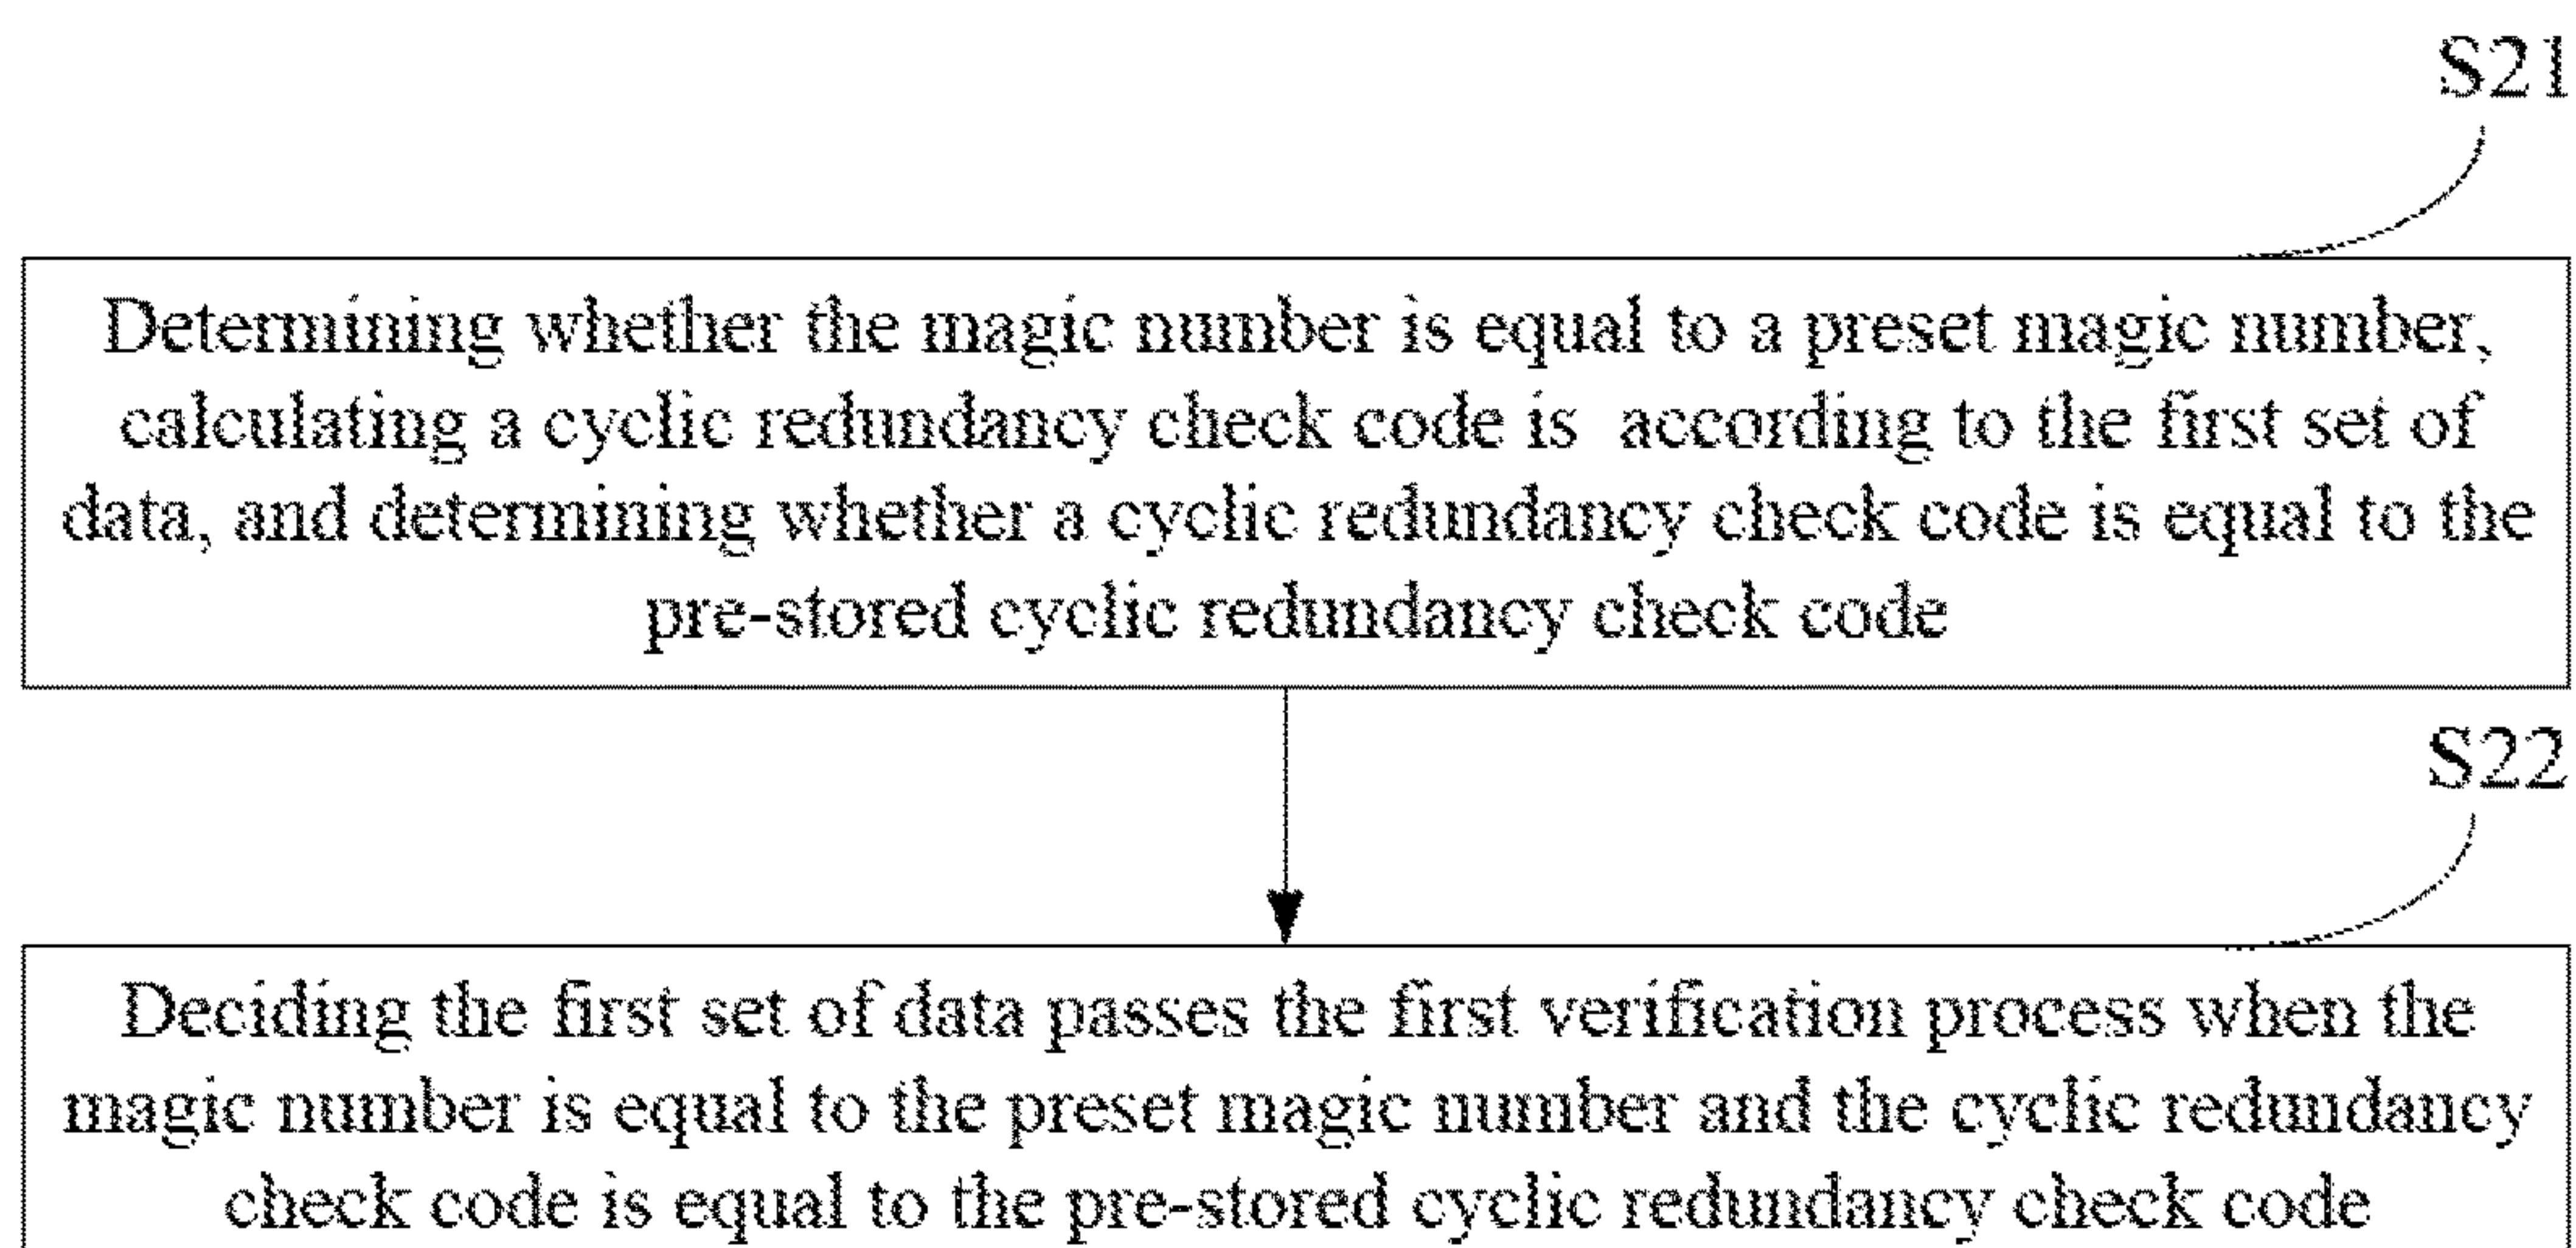 S21
Determining whether the magic number is equal to a preset magic number,
calculating a cyclic redundancy check code is according to the first set of
data, and determining whether a cyclic redundancy check code is equal to the
pre-stored cyclic redundancy check code
S22
Deciding the first set of data passes the first verification process when the
magic number is equal to the preset magic number and the cyclic redundancy
check code is equal to the pre-stored cyclic redundancy check code